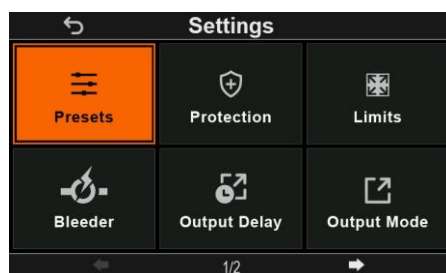 Settings
Presets
Protection
Limits
Bleeder
Output Delay
Output Mode
1/2